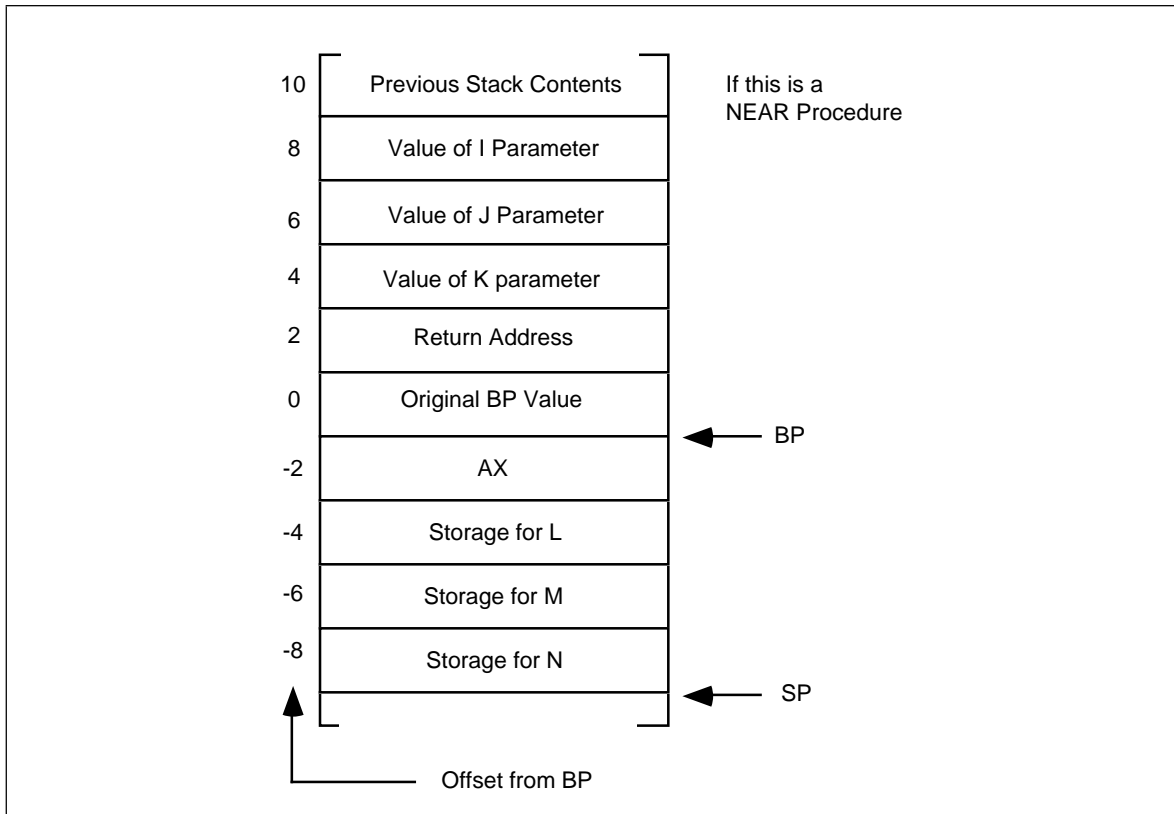 10 Previous Stack Contents
If this is a
NEAR Procedure
8 Value of I Parameter
6 Value of J Parameter
4 Value of K parameter
2 Return Address
0 Original BP Value
BP
-2 AX
-4 Storage for L
-6 Storage for M
-8 Storage for N
SP
Offset from BP